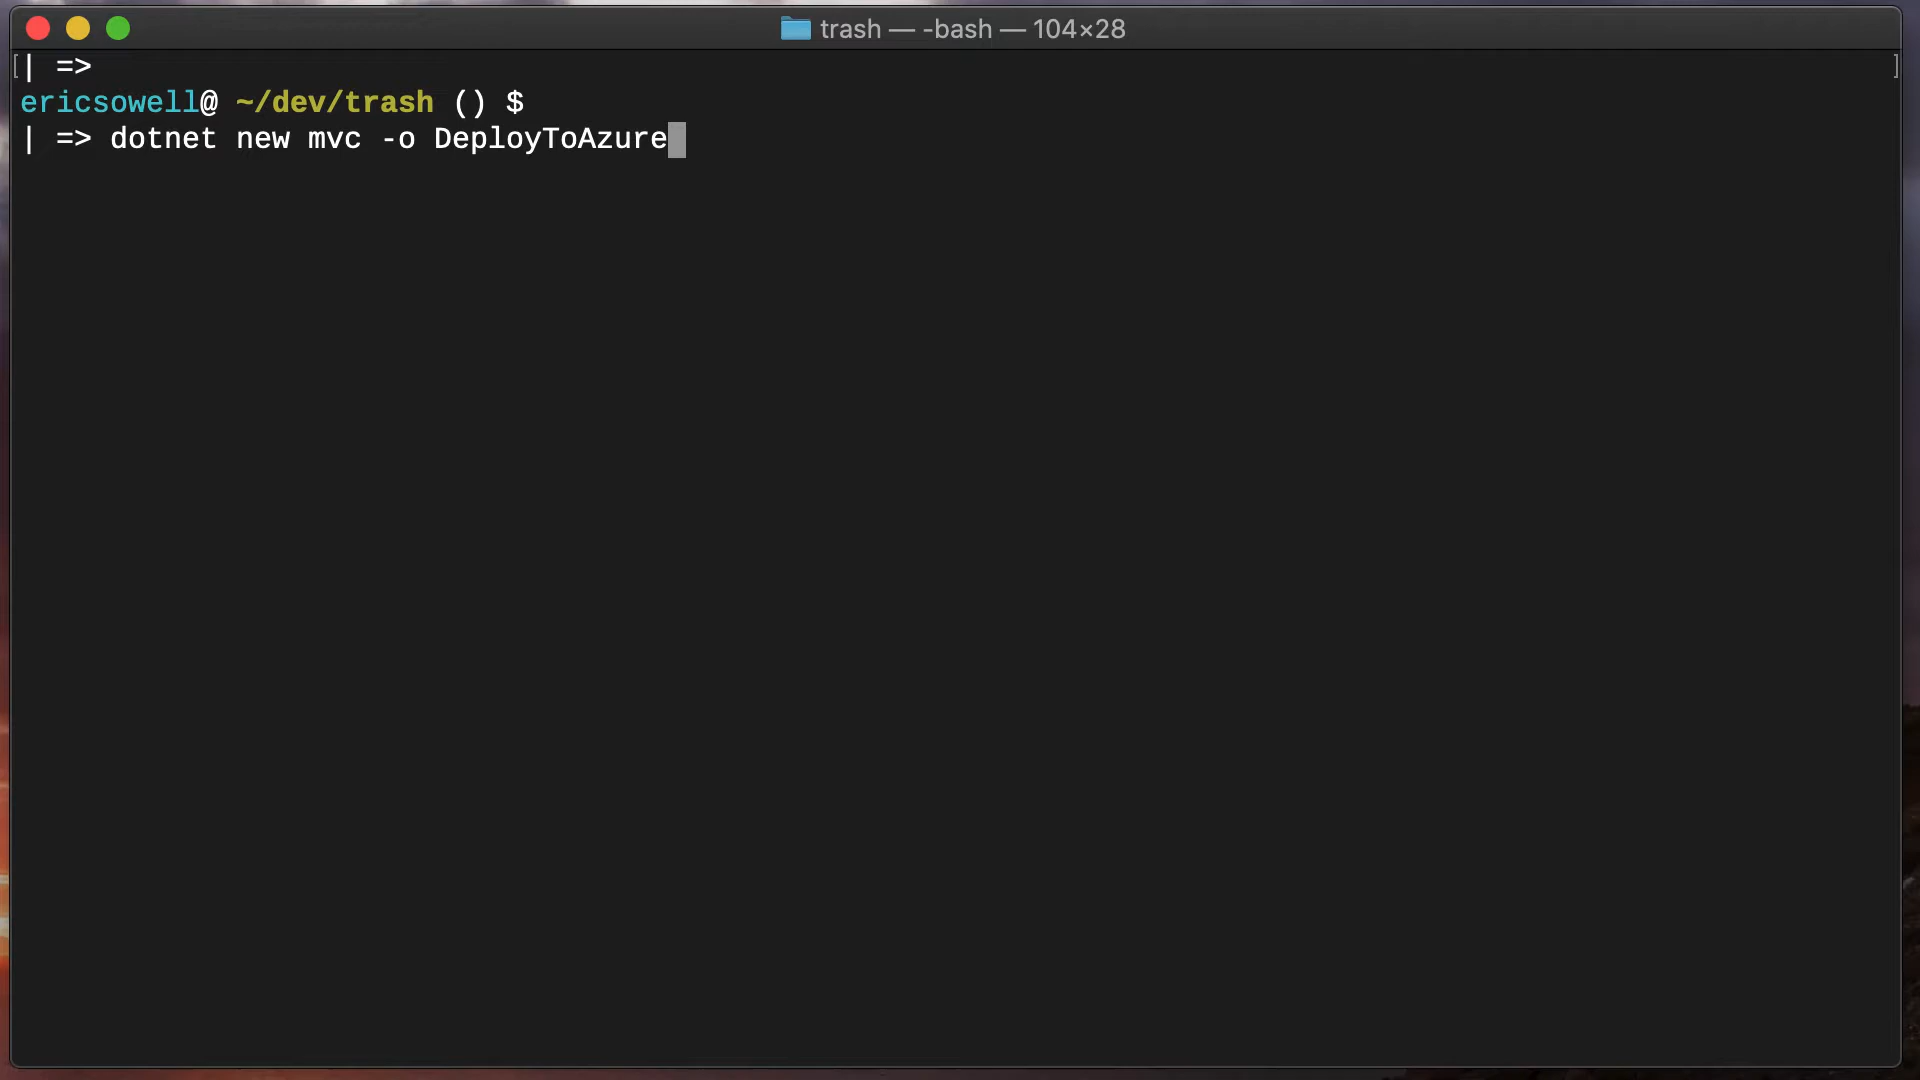 trash — -bash — 104×28
[| => ]
ericsowell@ ~/dev/trash () $
| => dotnet new mvc -o DeployToAzure